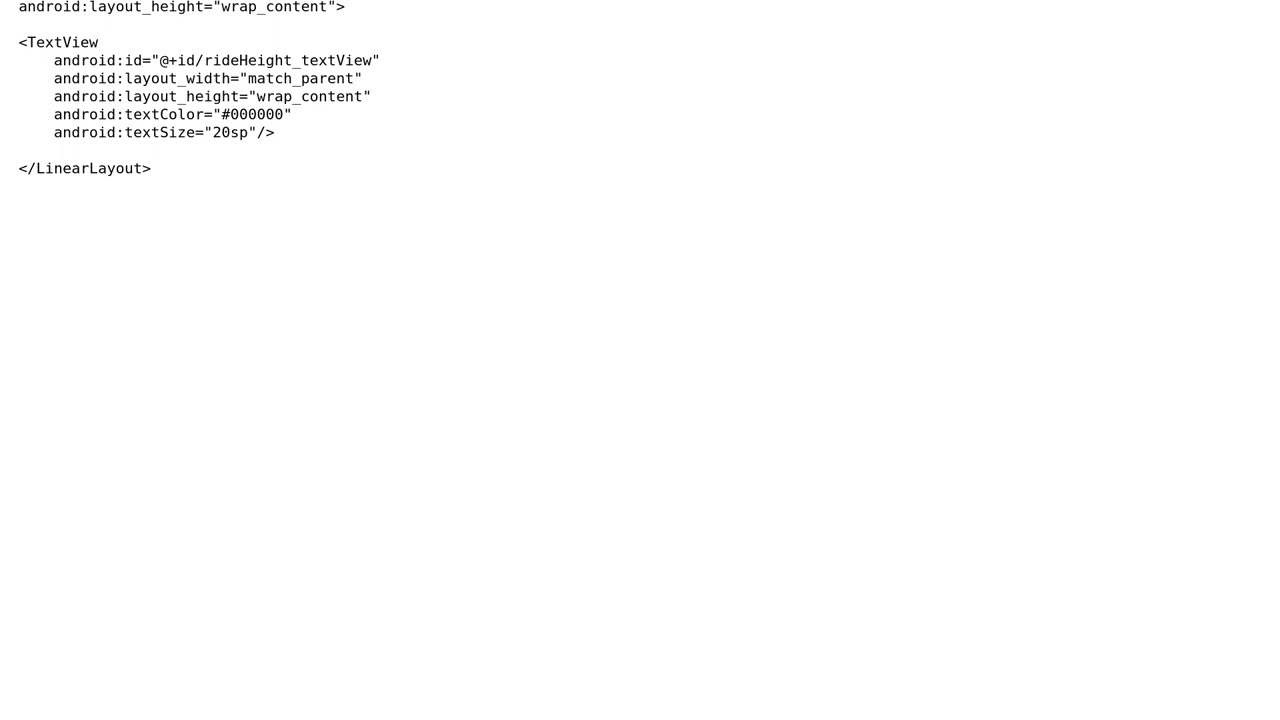 android:layout_height="wrap_content">
<TextView
    android:id="@+id/rideHeight_textView"
    android:layout_width="match_parent"
    android:layout_height="wrap_content"
    android:textColor="#000000"
    android:textSize="20sp"/>
</LinearLayout>